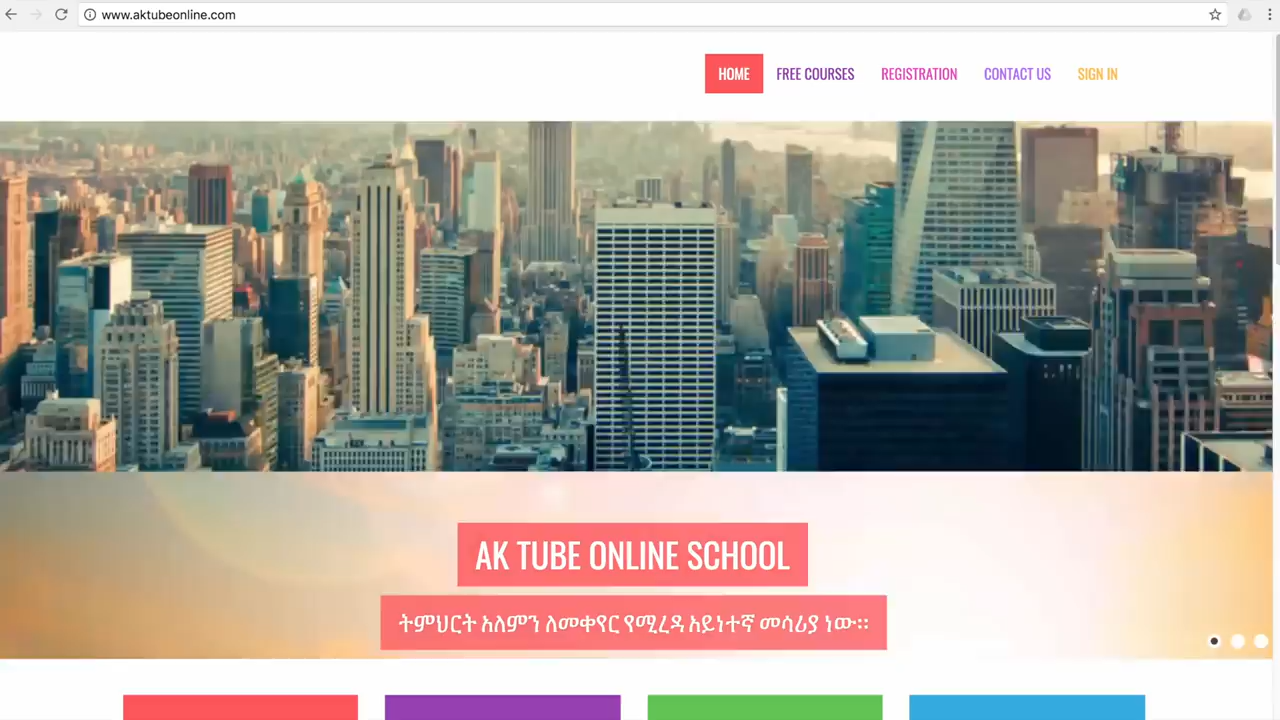 www.aktubeonline.com
HOME FREE COURSES REGISTRATION CONTACT US SIGN IN
AK TUBE ONLINE SCHOOL
ትምህርት አለምን ለመቀየር የሚረዳ አይነተኛ መሳሪያ ነው።